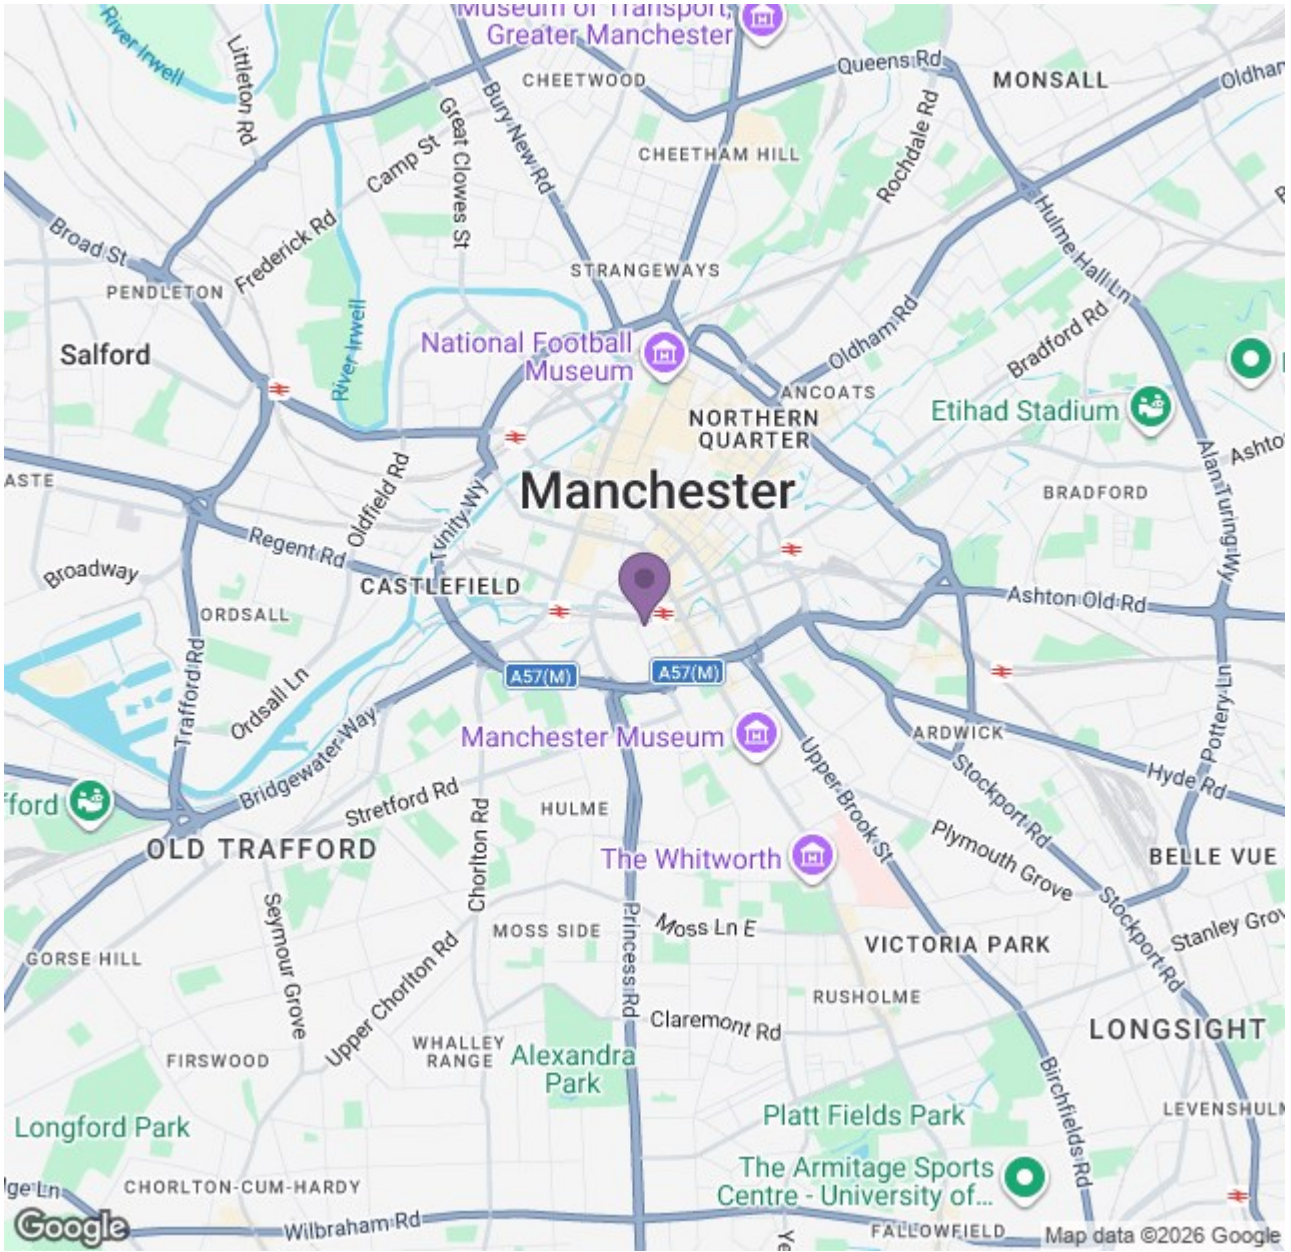 Museum of Transport,
Greater Manchester
River Irwell
Littleton Rd
CHEETWOOD
Queens Rd
MONSALL
Bury New Rd
Great Clowes St
Camp St
CHEETHAM HILL
Rochdale Rd
Broad St
Frederick Rd
Hulme Hall Ln
PENDLETON
STRANGEWAYS
Salford
River Irwell
National Football
Museum
Oldham Rd
Bradford Rd
ANCOATS
NORTHERN
QUARTER
Etihad Stadium
Alan Turing Wy
Manchester
BRADFORD
Oldfield Rd
Trinity Wy
Regent Rd
Broadway
CASTLEFIELD
Ashton Old Rd
ORDSALL
Trafford Rd
Ordsall Ln
A57(M)
A57(M)
Bridgewater Way
Manchester Museum
ARDWICK
Pottery Ln
Upper Brook St
Stockport Rd
Hyde Rd
Stretford Rd
HULME
Chorlton Rd
OLD TRAFFORD
The Whitworth
Plymouth Grove
BELLE VUE
Stockport Rd
Seymour Grove
MOSS SIDE
Princess Rd
Moss Ln E
VICTORIA PARK
GORSE HILL
Upper Chorlton Rd
RUSHOLME
Claremont Rd
LONGSIGHT
FIRSWOOD
WHALLEY
RANGE
Alexandra
Park
Birchfields Rd
Longford Park
Platt Fields Park
The Armitage Sports
Centre - University of...
CHORLTON-CUM-HARDY
Wilbraham Rd
FALLOWFIELD
Google
Map data ©2026 Google